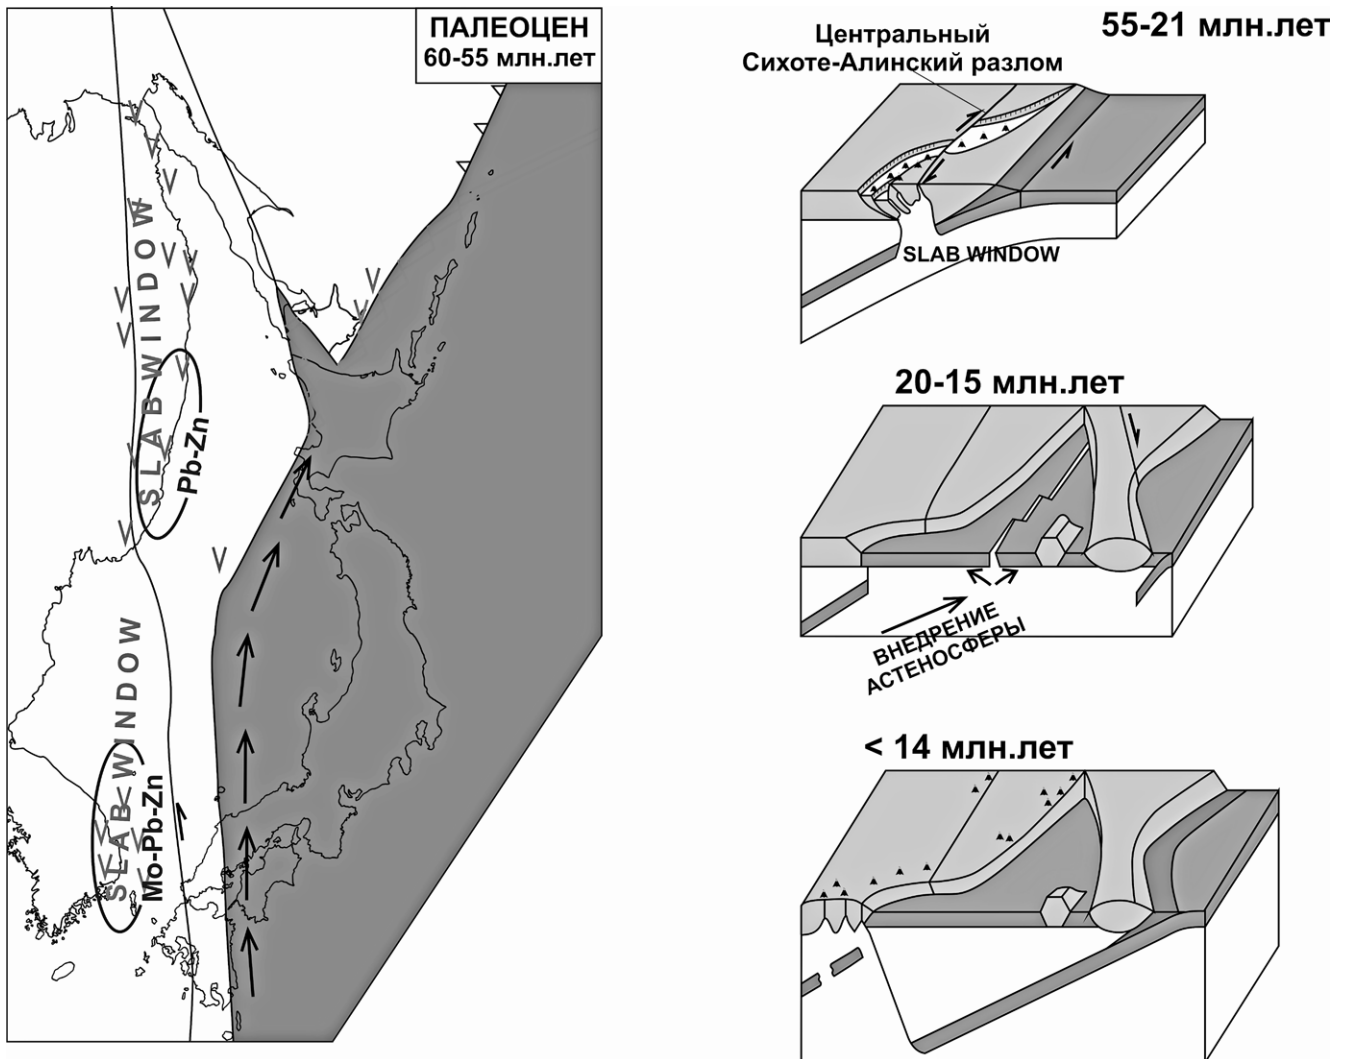 ПАЛЕОЦЕН
60-55 млн.лет
SLAB WINDOW
Pb-Zn
SLAB WINDOW
Mo-Pb-Zn
55-21 млн.лет
Центральный
Сихоте-Алинский разлом
SLAB WINDOW
20-15 млн.лет
ВНЕДРЕНИЕ
АСТЕНОСФЕРЫ
< 14 млн.лет